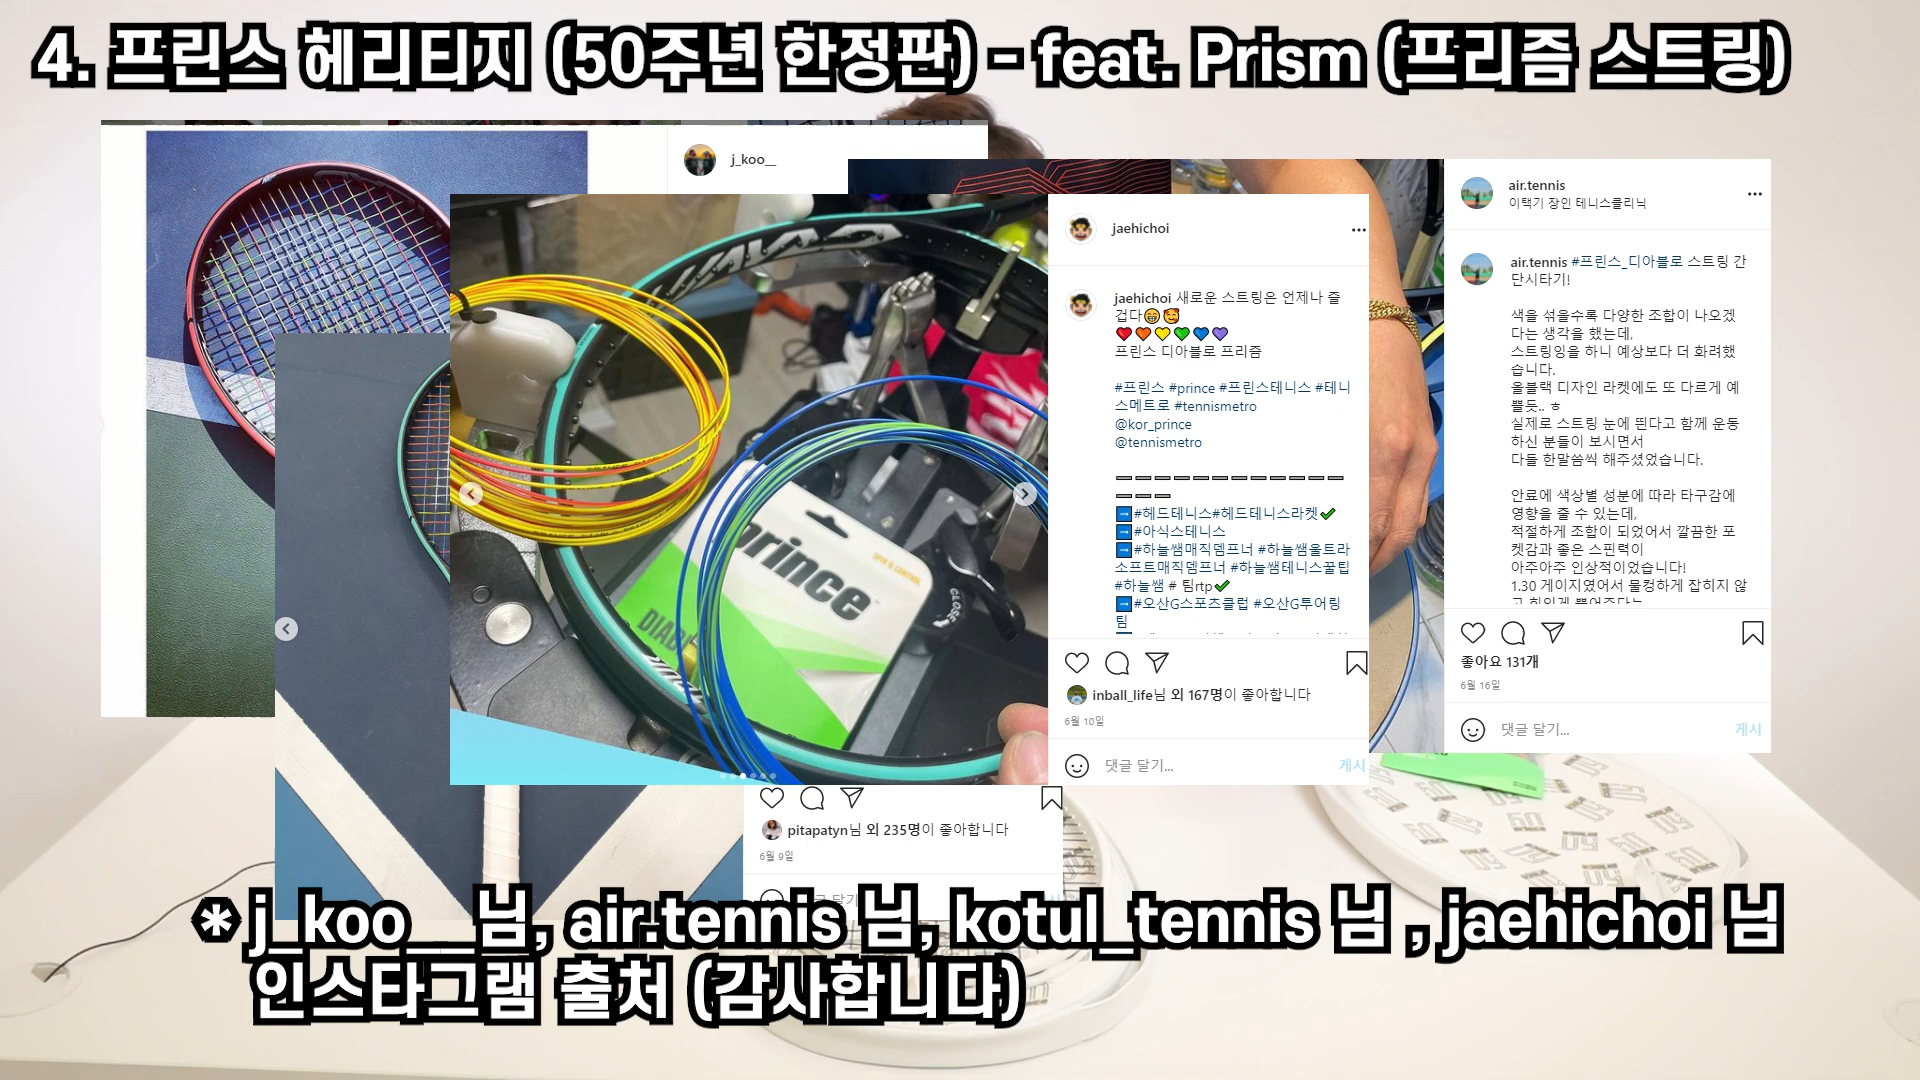 4. 프린스 헤리티지 (50주년 한정판) - feat. Prism (프리즘 스트링)
j_koo__
air.tennis
이택기 장인 테니스클리닉
air.tennis #프린스_디아블로 스트링 간
단시타기!
색을 섞을수록 다양한 조합이 나오겠
다는 생각을 했는데,
스트링잉을 하니 예상보다 더 화려했
습니다.
올블랙 디자인 라켓에도 또 다르게 예
쁠듯.. ㅎ
실제로 스트링 눈에 띈다고 함께 운동
하신 분들이 보시면서
다들 한말씀씩 해주셨었습니다.
안료에 색상별 성분에 따라 타구감에
영향을 줄 수 있는데,
적절하게 조합이 되었어서 깔끔한 포
켓감과 좋은 스핀력이
아주아주 인상적이었습니다!
1.30 게이지였어서 물컹하게 잡히지 않
좋아요 131개
6월 16일
댓글 달기...
게시
jaehichoi
jaehichoi 새로운 스트링은 언제나 즐
겁다😁🥰
❤️🧡💛💚💙💜
프린스 디아블로 프리즘
#프린스 #prince #프린스테니스 #테니
스메트로 #tennismetro
@kor_prince
@tennismetro
➖➖➖➖➖➖➖➖➖➖➖➖
➖➖➖
➡️#헤드테니스#헤드테니스라켓✔️
➡️#아식스테니스
➡️#하늘쌤매직뎀프너 #하늘쌤울트라
소프트매직뎀프너 #하늘쌤테니스꿀팁
#하늘쌤 # 팀rtp✔️
➡️#오산G스포츠클럽 #오산G투어링
팀
inball_life님 외 167명이 좋아합니다
6월 10일
댓글 달기...
게시
prince
SPIN & CONTROL
DIAB
CLOSE
pitapatyn님 외 235명이 좋아합니다
6월 9일
* j_koo__님, air.tennis 님, kotul_tennis 님 , jaehichoi 님
인스타그램 출처 (감사합니다)